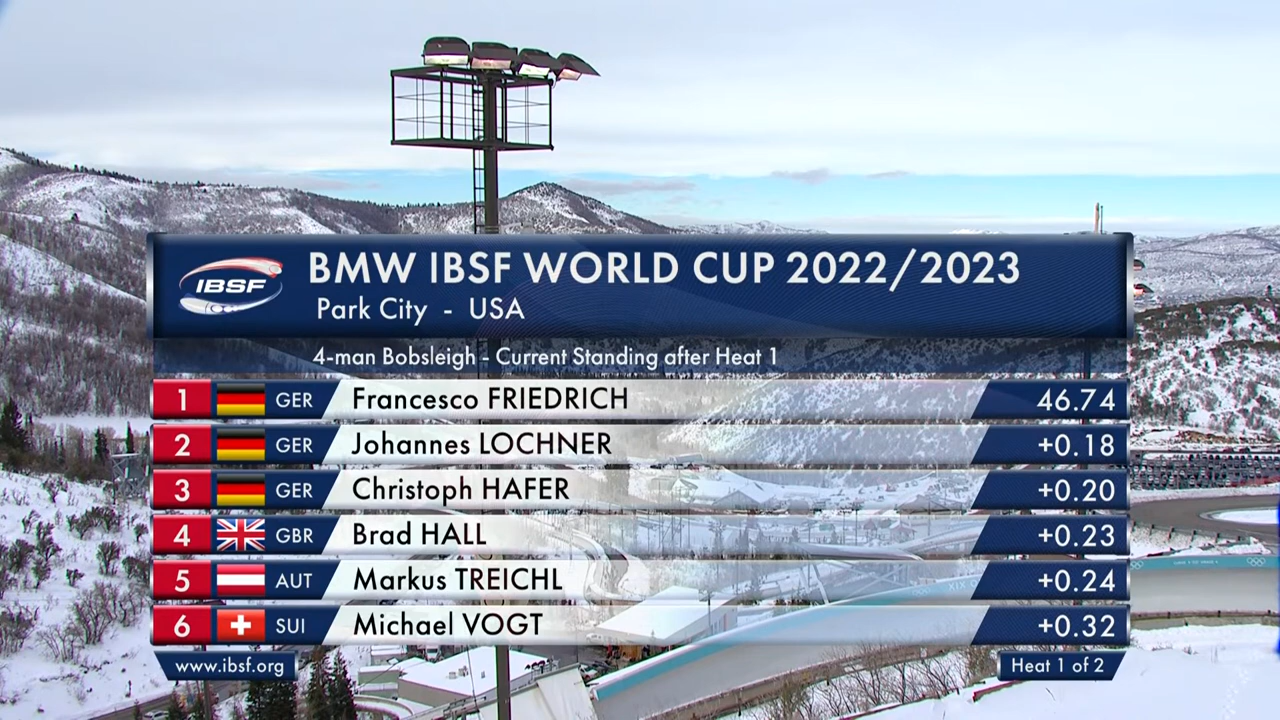 IBSF
BMW IBSF WORLD CUP 2022/2023
Park City - USA
4-man Bobsleigh - Current Standing after Heat 1
1 GER Francesco FRIEDRICH 46.74
2 GER Johannes LOCHNER +0.18
3 GER Christoph HAFER +0.20
4 GBR Brad HALL +0.23
5 AUT Markus TREICHL +0.24
6 SUI Michael VOGT +0.32
www.ibsf.org
Heat 1 of 2